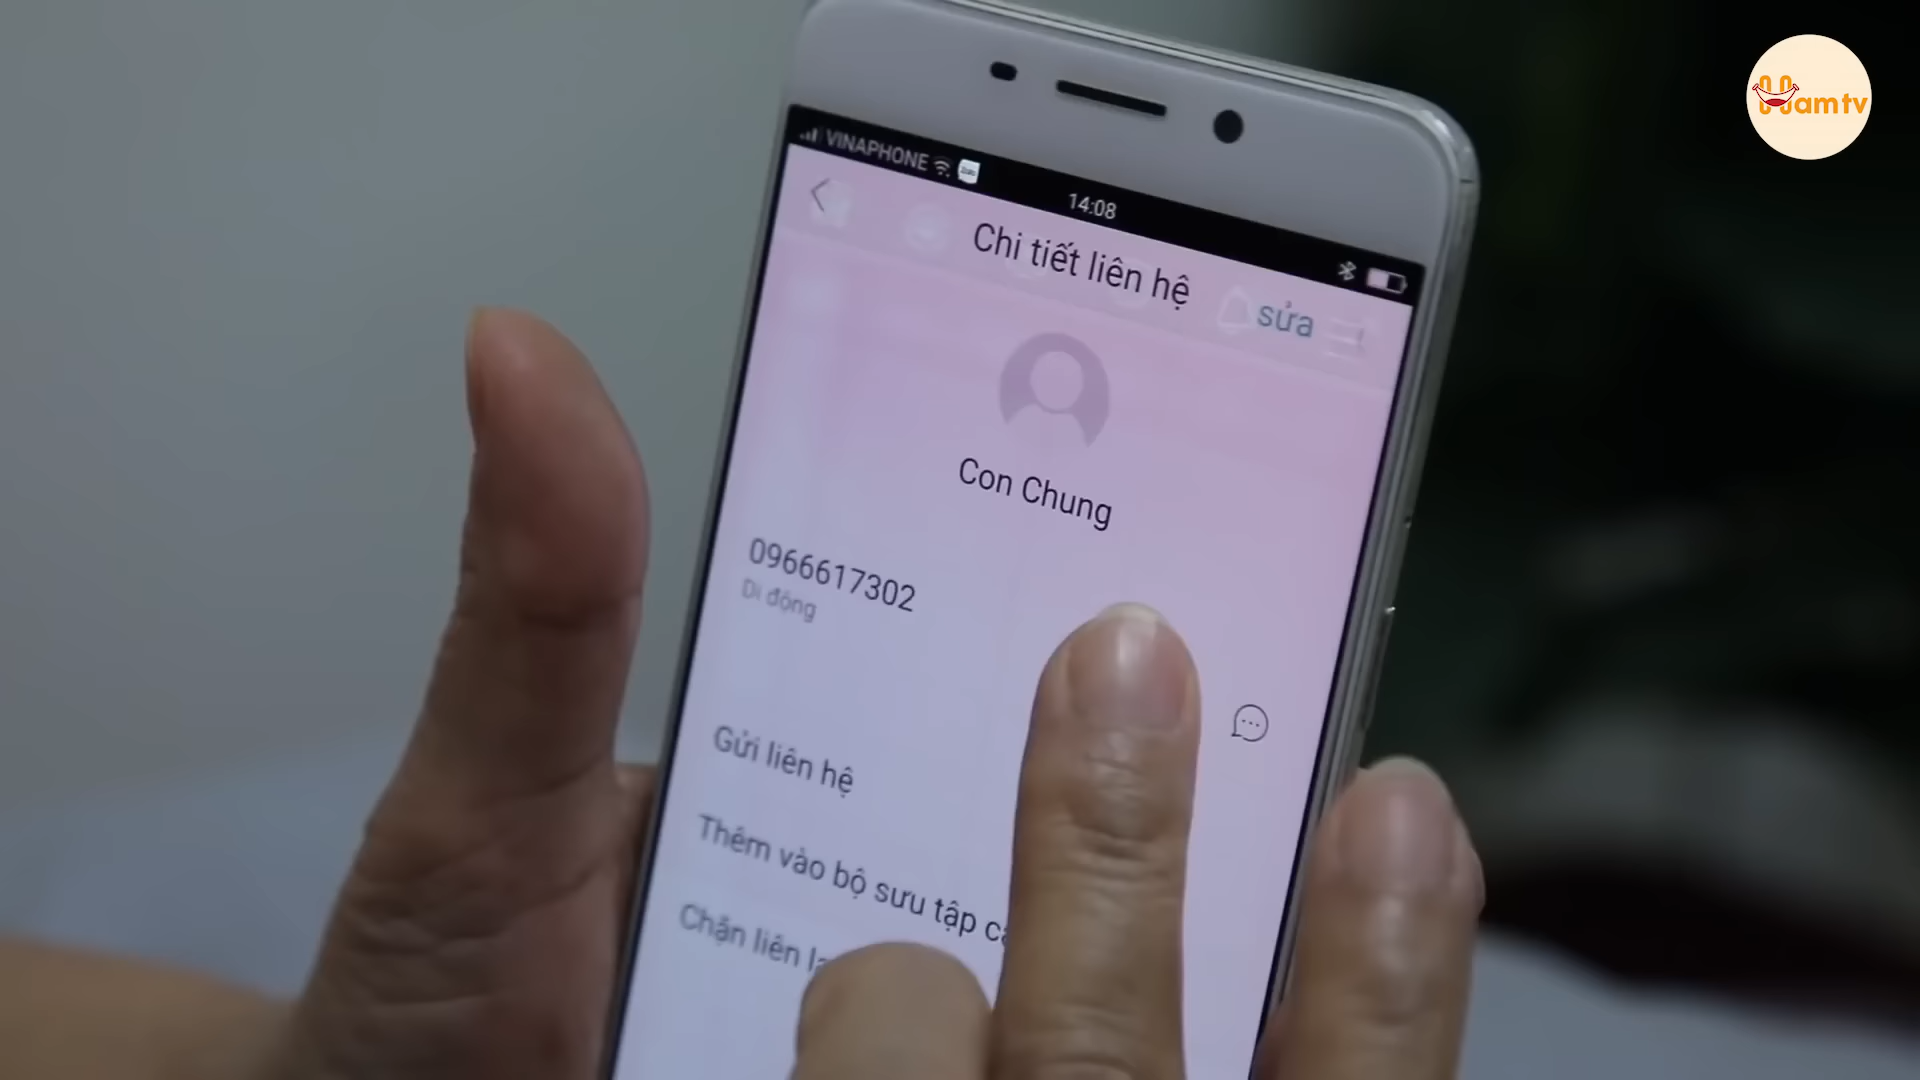 Hamtv
VINAPHONE
14:08
Chi tiết liên hệ
sửa
Con Chung
0966617302
Di động
Gửi liên hệ
Thêm vào bộ sưu tập
Chặn liên